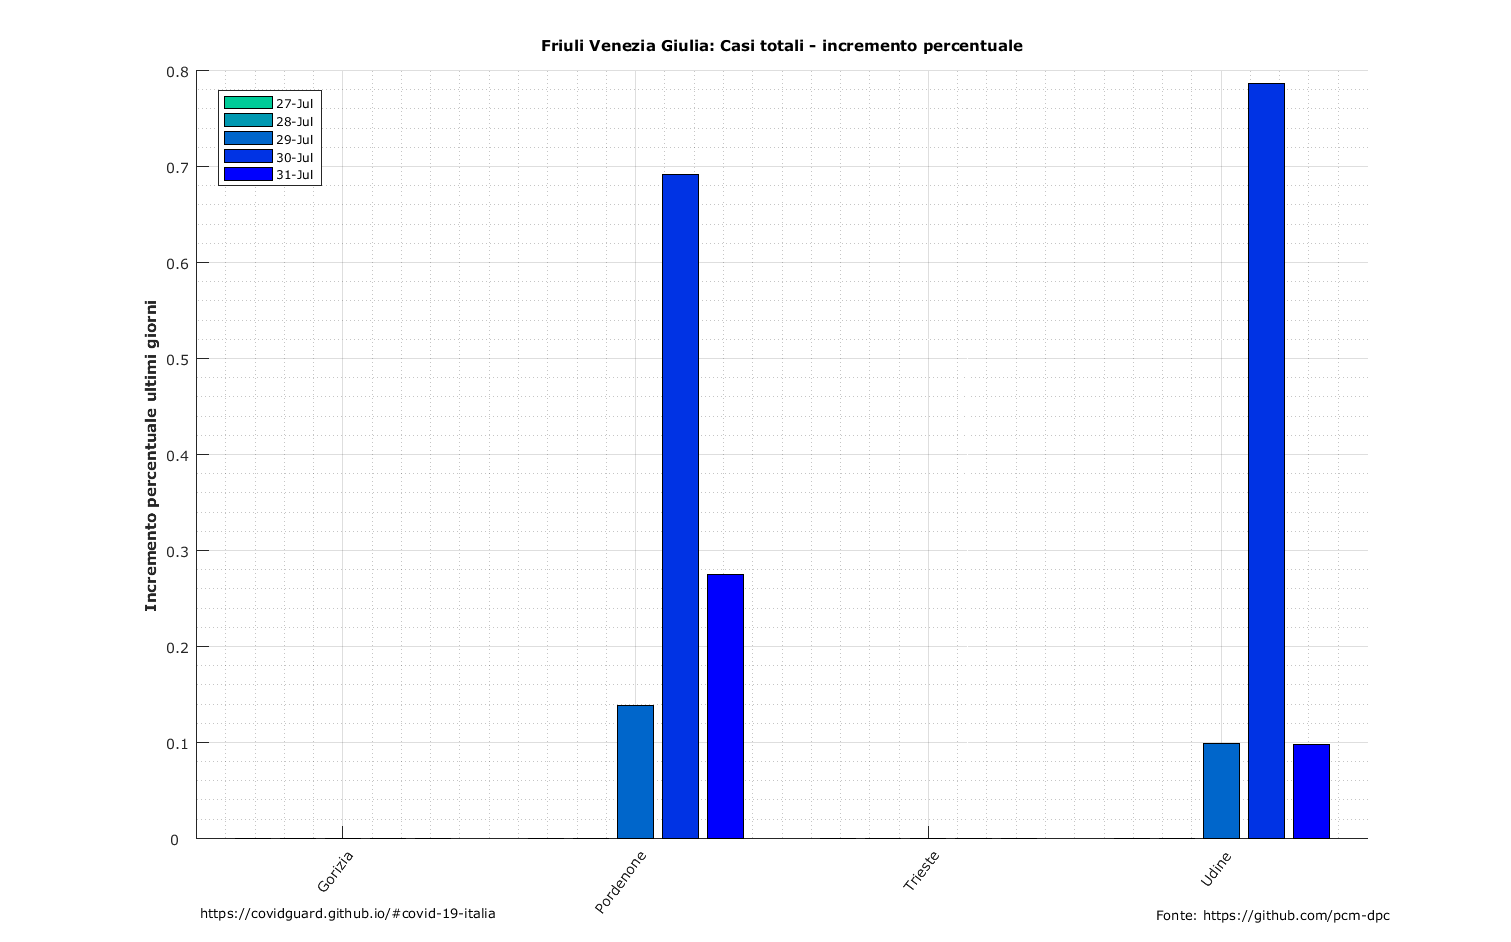 Friuli Venezia Giulia: Casi totali - incremento percentuale
Incremento percentuale ultimi giorni
0.8
0.7
0.6
0.5
0.4
0.3
0.2
0.1
0
27-Jul
28-Jul
29-Jul
30-Jul
31-Jul
Gorizia
Pordenone
Trieste
Udine
https://covidguard.github.io/#covid-19-italia
Fonte: https://github.com/pcm-dpc